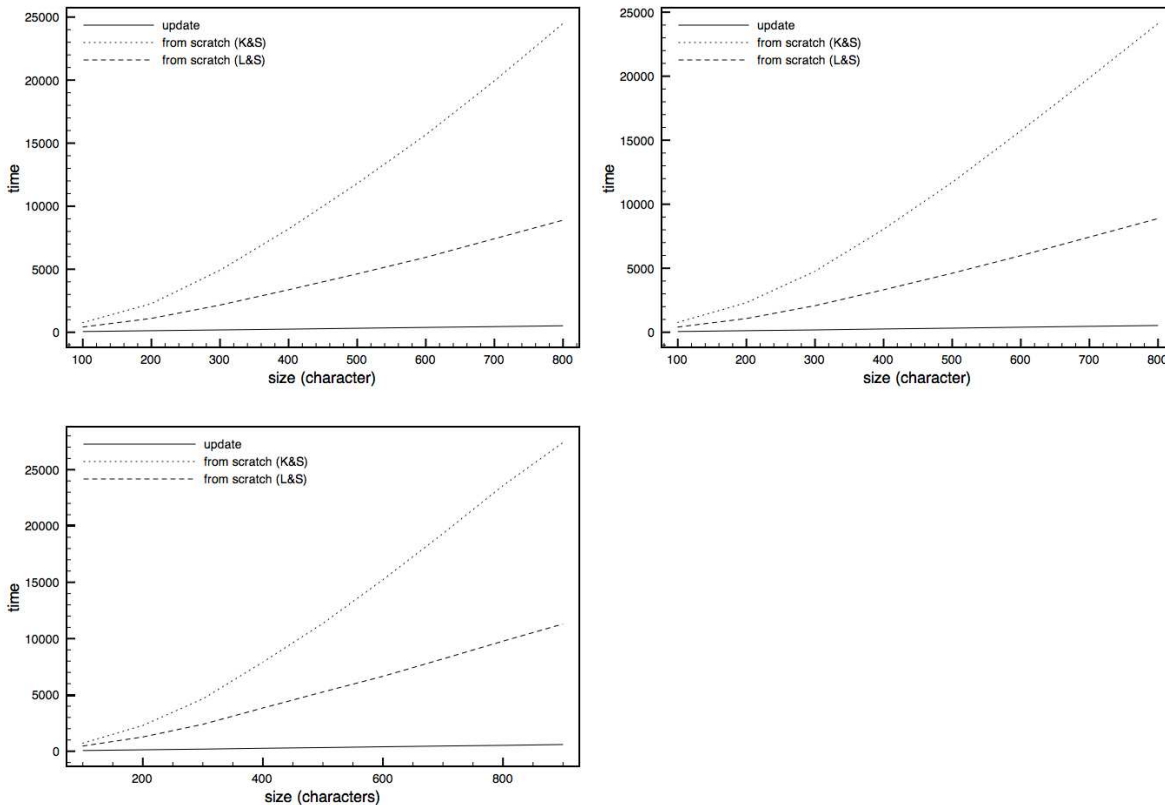 25000
20000
15000
10000
5000
0
time
update
from scratch (K&S)
from scratch (L&S)
100 200 300 400 500 600 700 800
size (character)
25000
20000
15000
10000
5000
0
time
update
from scratch (K&S)
from scratch (L&S)
100 200 300 400 500 600 700 800
size (character)
25000
20000
15000
10000
5000
0
time
update
from scratch (K&S)
from scratch (L&S)
200 400 600 800
size (characters)